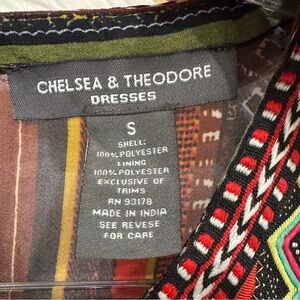 CHELSEA & THEODORE
DRESSES
S
SHELL:
100% POLYESTER
LINING
100% POLYESTER
EXCLUSIVE OF
TRIMS
RN 93178
MADE IN INDIA
SEE REVESE
FOR CARE